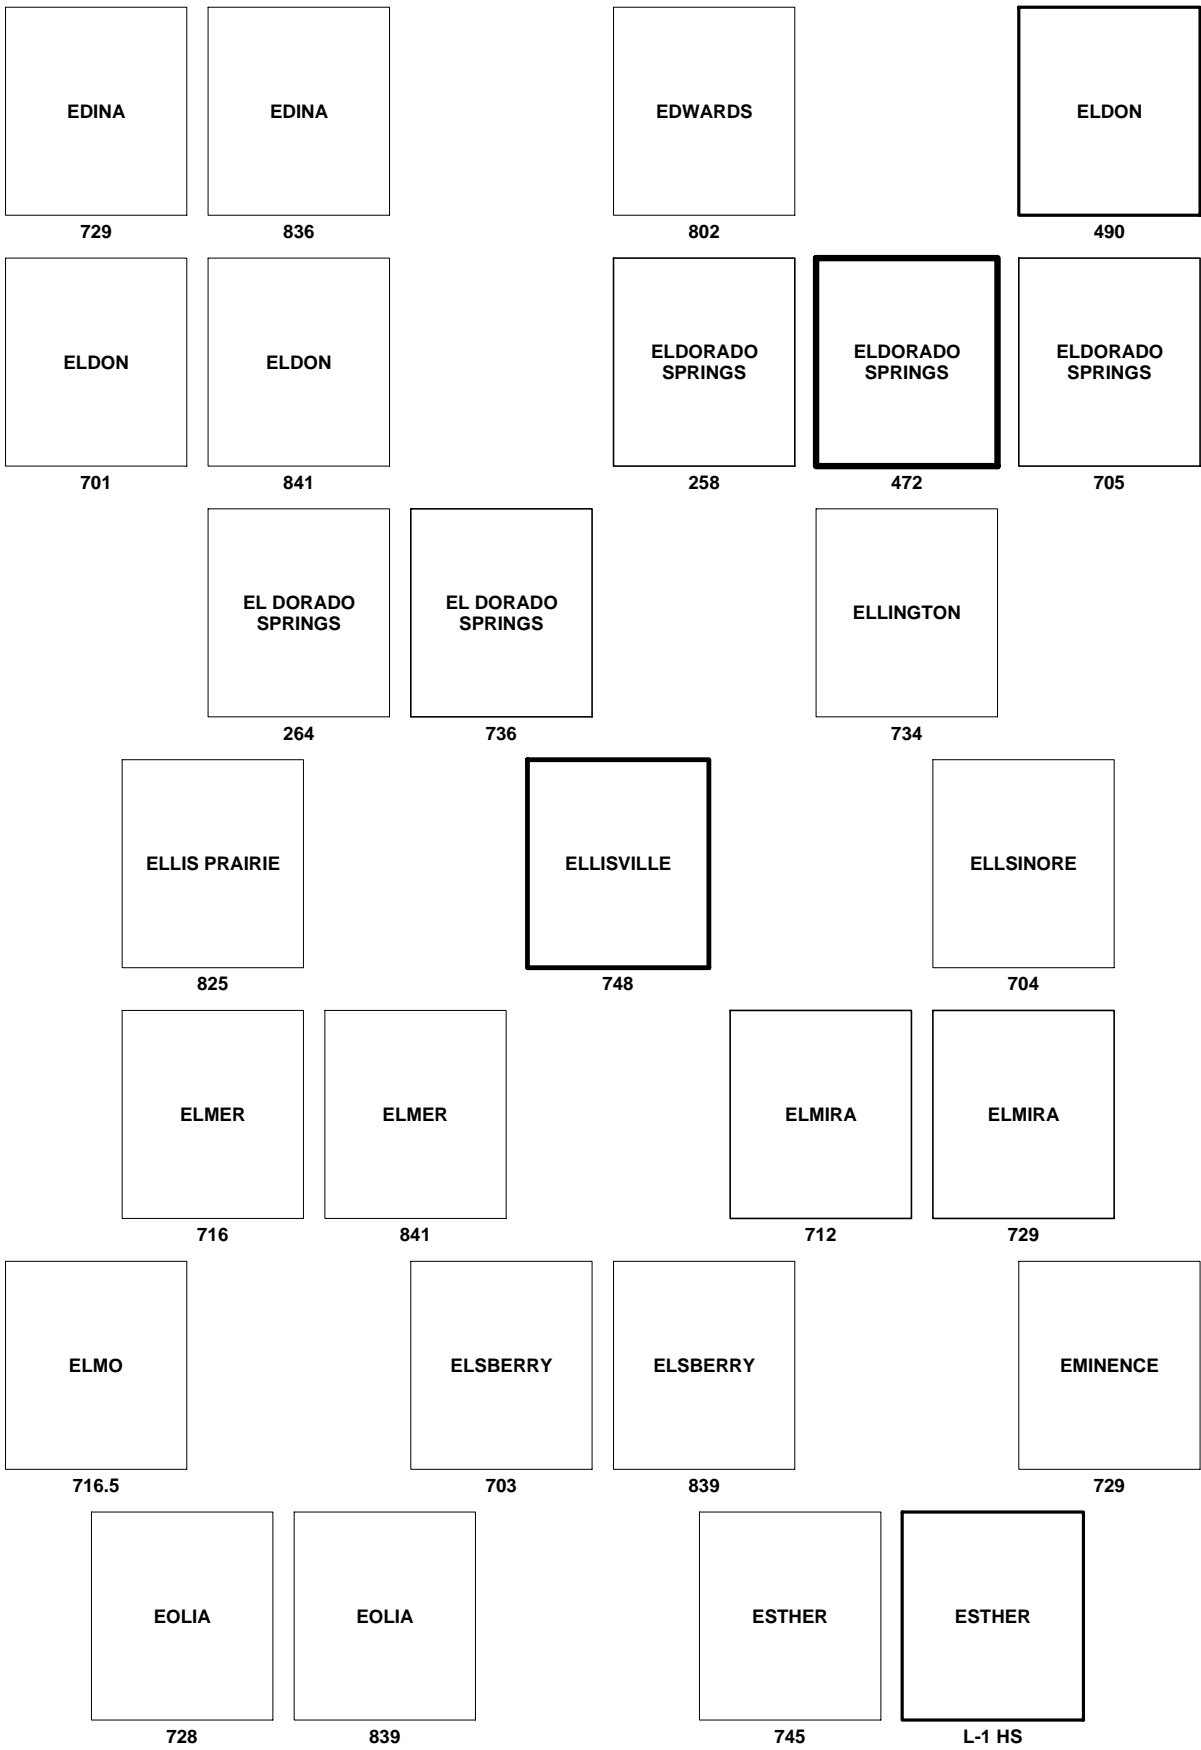 EDINA
EDINA
EDWARDS
ELDON
729
836
802
490
ELDON
ELDON
ELDORADO
SPRINGS
ELDORADO
SPRINGS
ELDORADO
SPRINGS
701
841
258
472
705
EL DORADO
SPRINGS
EL DORADO
SPRINGS
ELLINGTON
264
736
734
ELLIS PRAIRIE
ELLISVILLE
ELLSINORE
825
748
704
ELMER
ELMER
ELMIRA
ELMIRA
716
841
712
729
ELMO
ELSBERRY
ELSBERRY
EMINENCE
716.5
703
839
729
EOLIA
EOLIA
ESTHER
ESTHER
728
839
745
L-1 HS